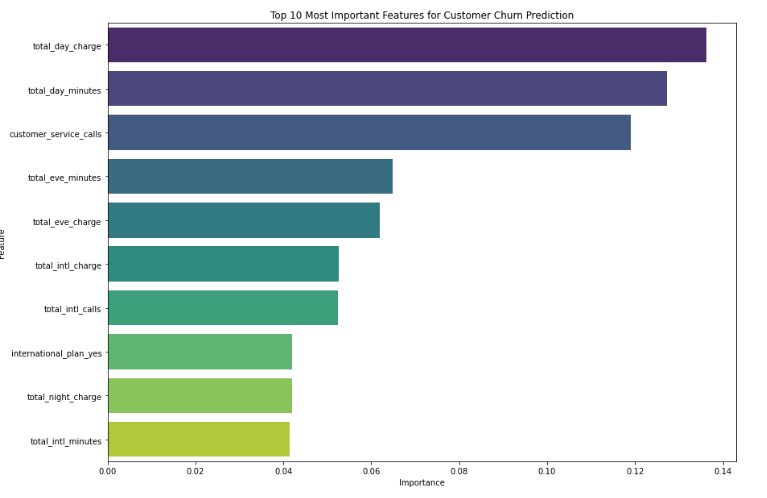 Top 10 Most Important Features for Customer Churn Prediction
total_day_charge
total_day_minutes
customer_service_calls
total_eve_minutes
total_eve_charge
Feature
total_intl_charge
total_intl_calls
international_plan_yes
total_night_charge
total_intl_minutes
0.00 0.02 0.04 0.06 0.08 0.10 0.12 0.14
Importance